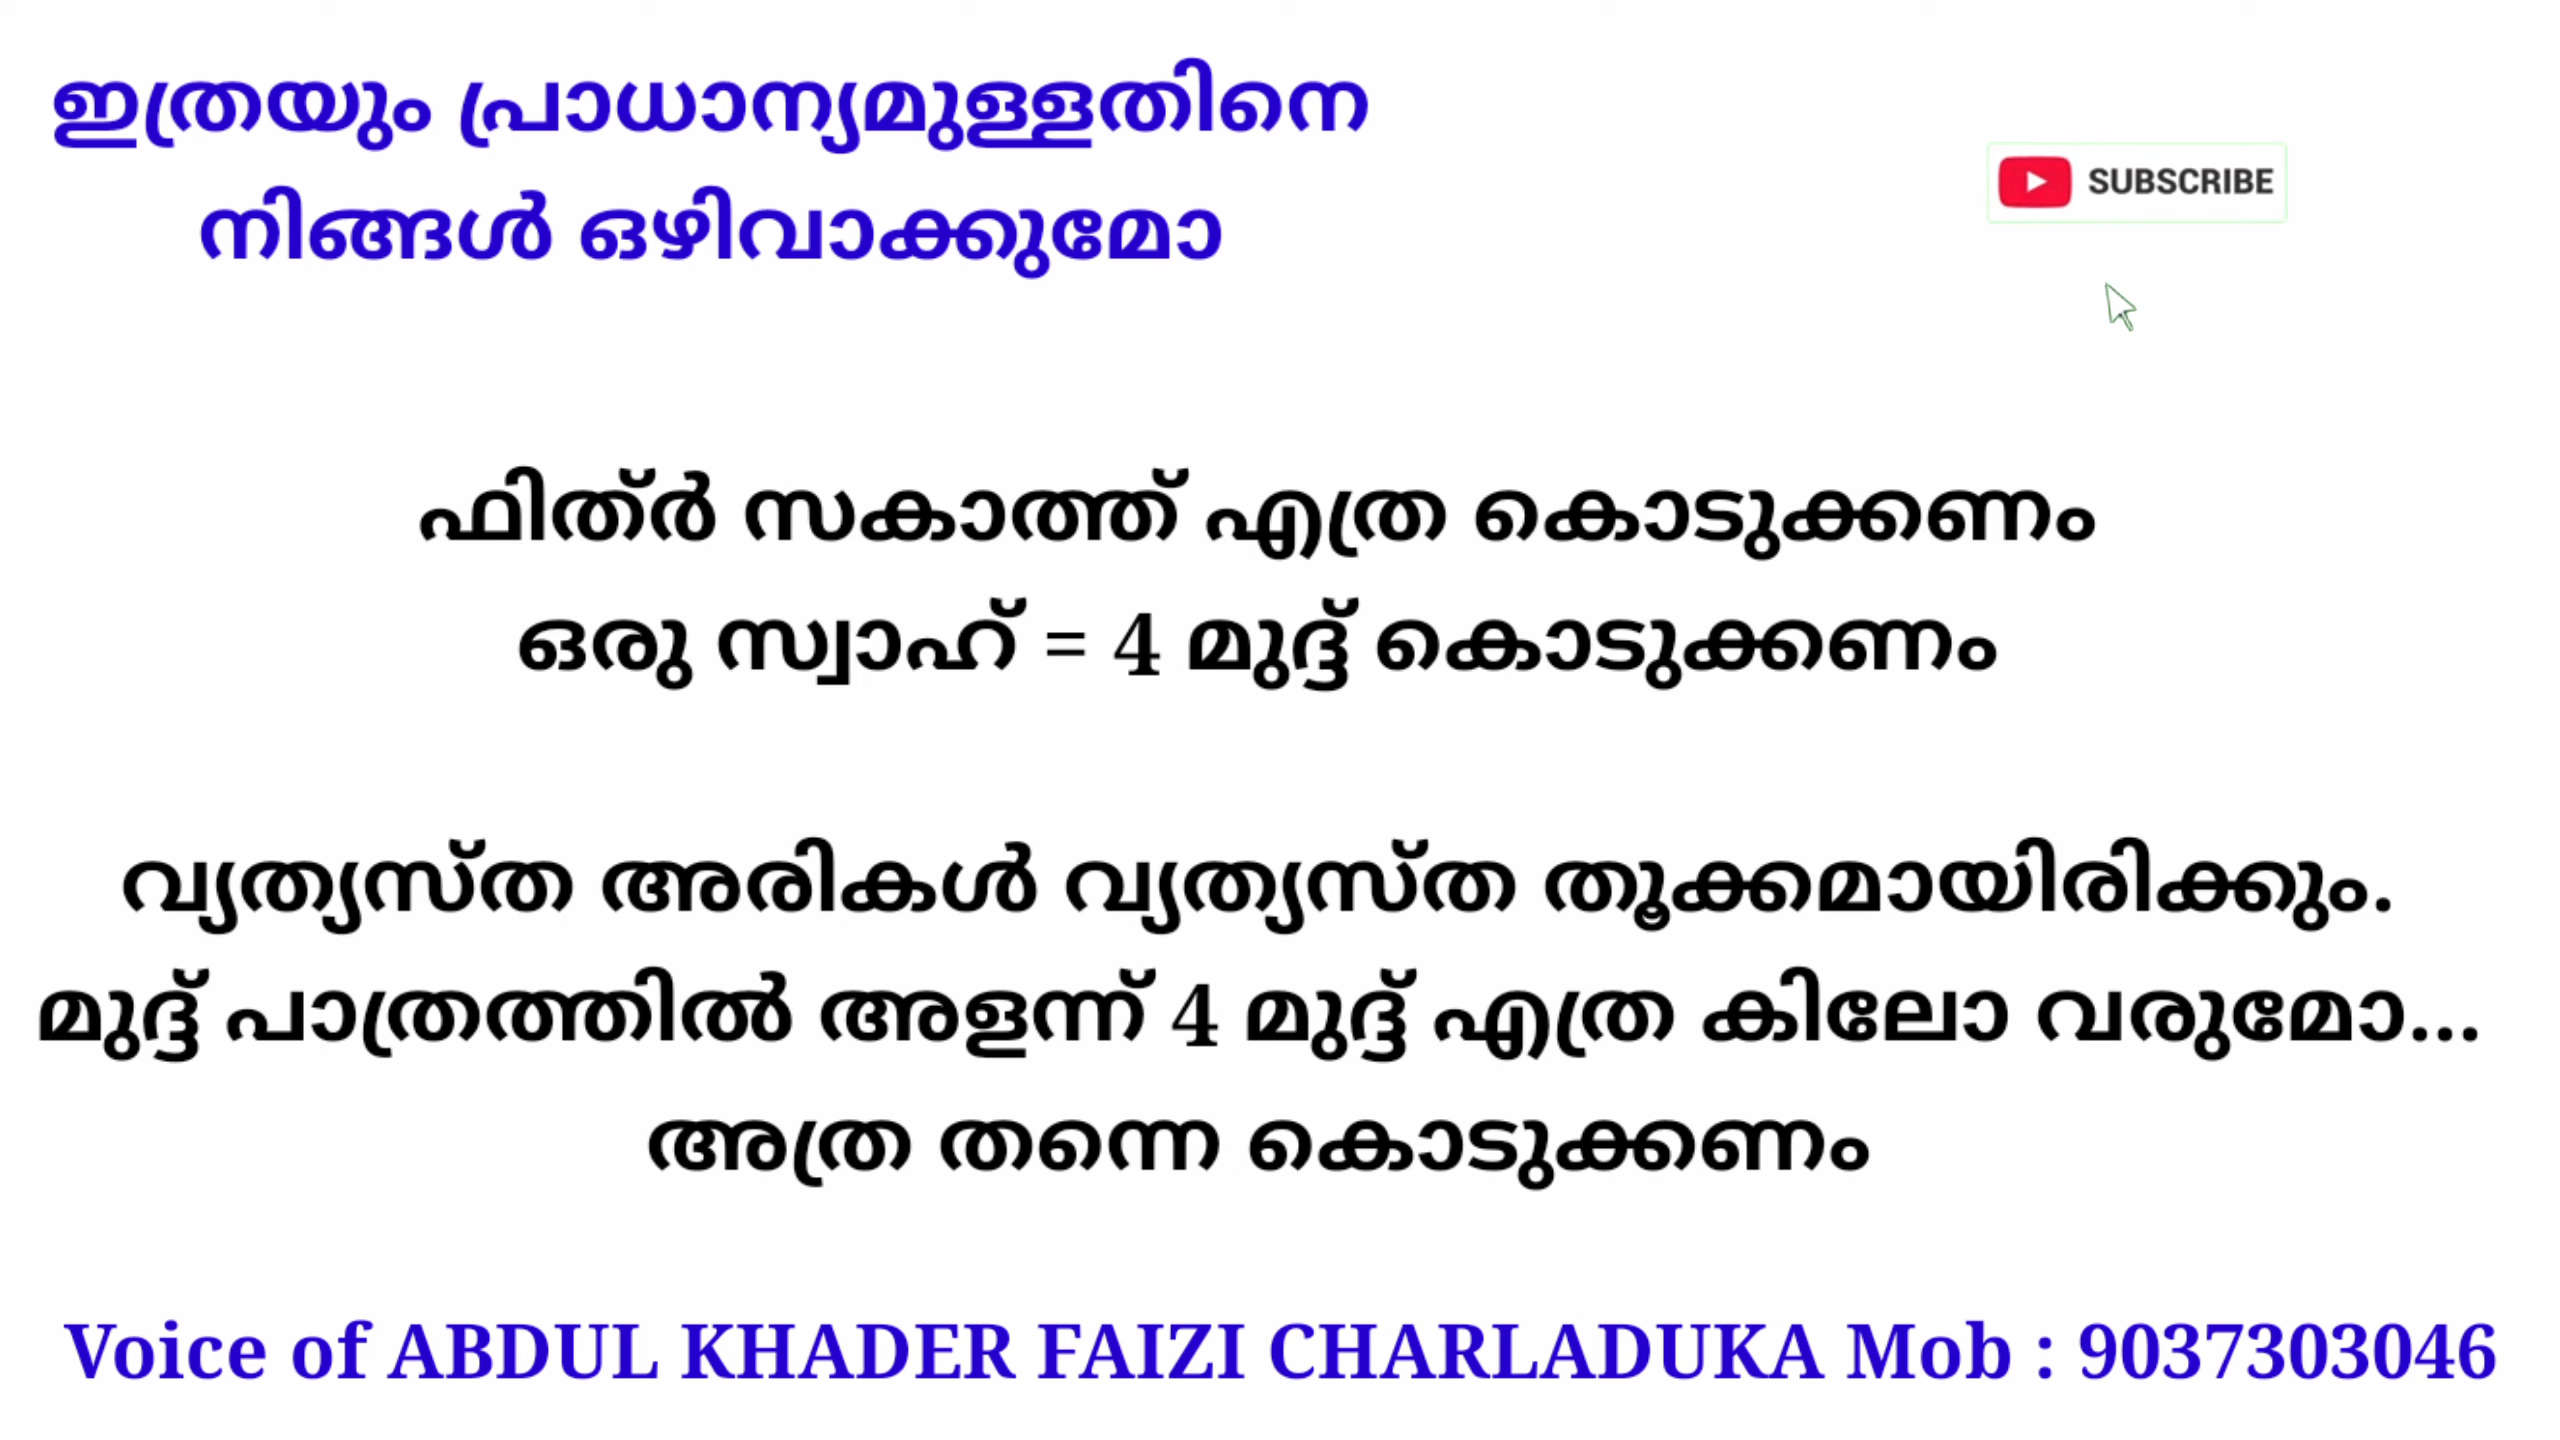 ഇത്രയും പ്രാധാന്യമുള്ളതിനെ
നിങ്ങൾ ഒഴിവാക്കുമോ
SUBSCRIBE
ഫിത്ർ സകാത്ത് എത്ര കൊടുക്കണം
ഒരു സ്വാഹ് = 4 മുദ്ദ് കൊടുക്കണം
വ്യത്യസ്ത അരികൾ വ്യത്യസ്ത തൂക്കമായിരിക്കും.
മുദ്ദ് പാത്രത്തിൽ അളന്ന് 4 മുദ്ദ് എത്ര കിലോ വരുമോ...
അത്ര തന്നെ കൊടുക്കണം
Voice of ABDUL KHADER FAIZI CHARLADUKA Mob : 9037303046